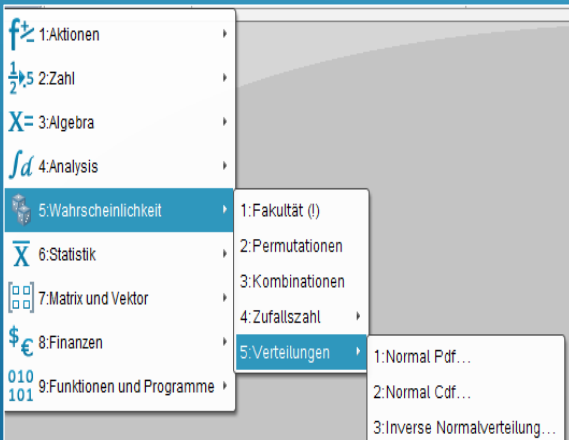 1:Aktionen
2:Zahl
3:Algebra
4:Analysis
5:Wahrscheinlichkeit
6:Statistik
7:Matrix und Vektor
8:Finanzen
9:Funktionen und Programme
1:Fakultät (!)
2:Permutationen
3:Kombinationen
4:Zufallszahl
5:Verteilungen
1:Normal Pdf...
2:Normal Cdf...
3:Inverse Normalverteilung...